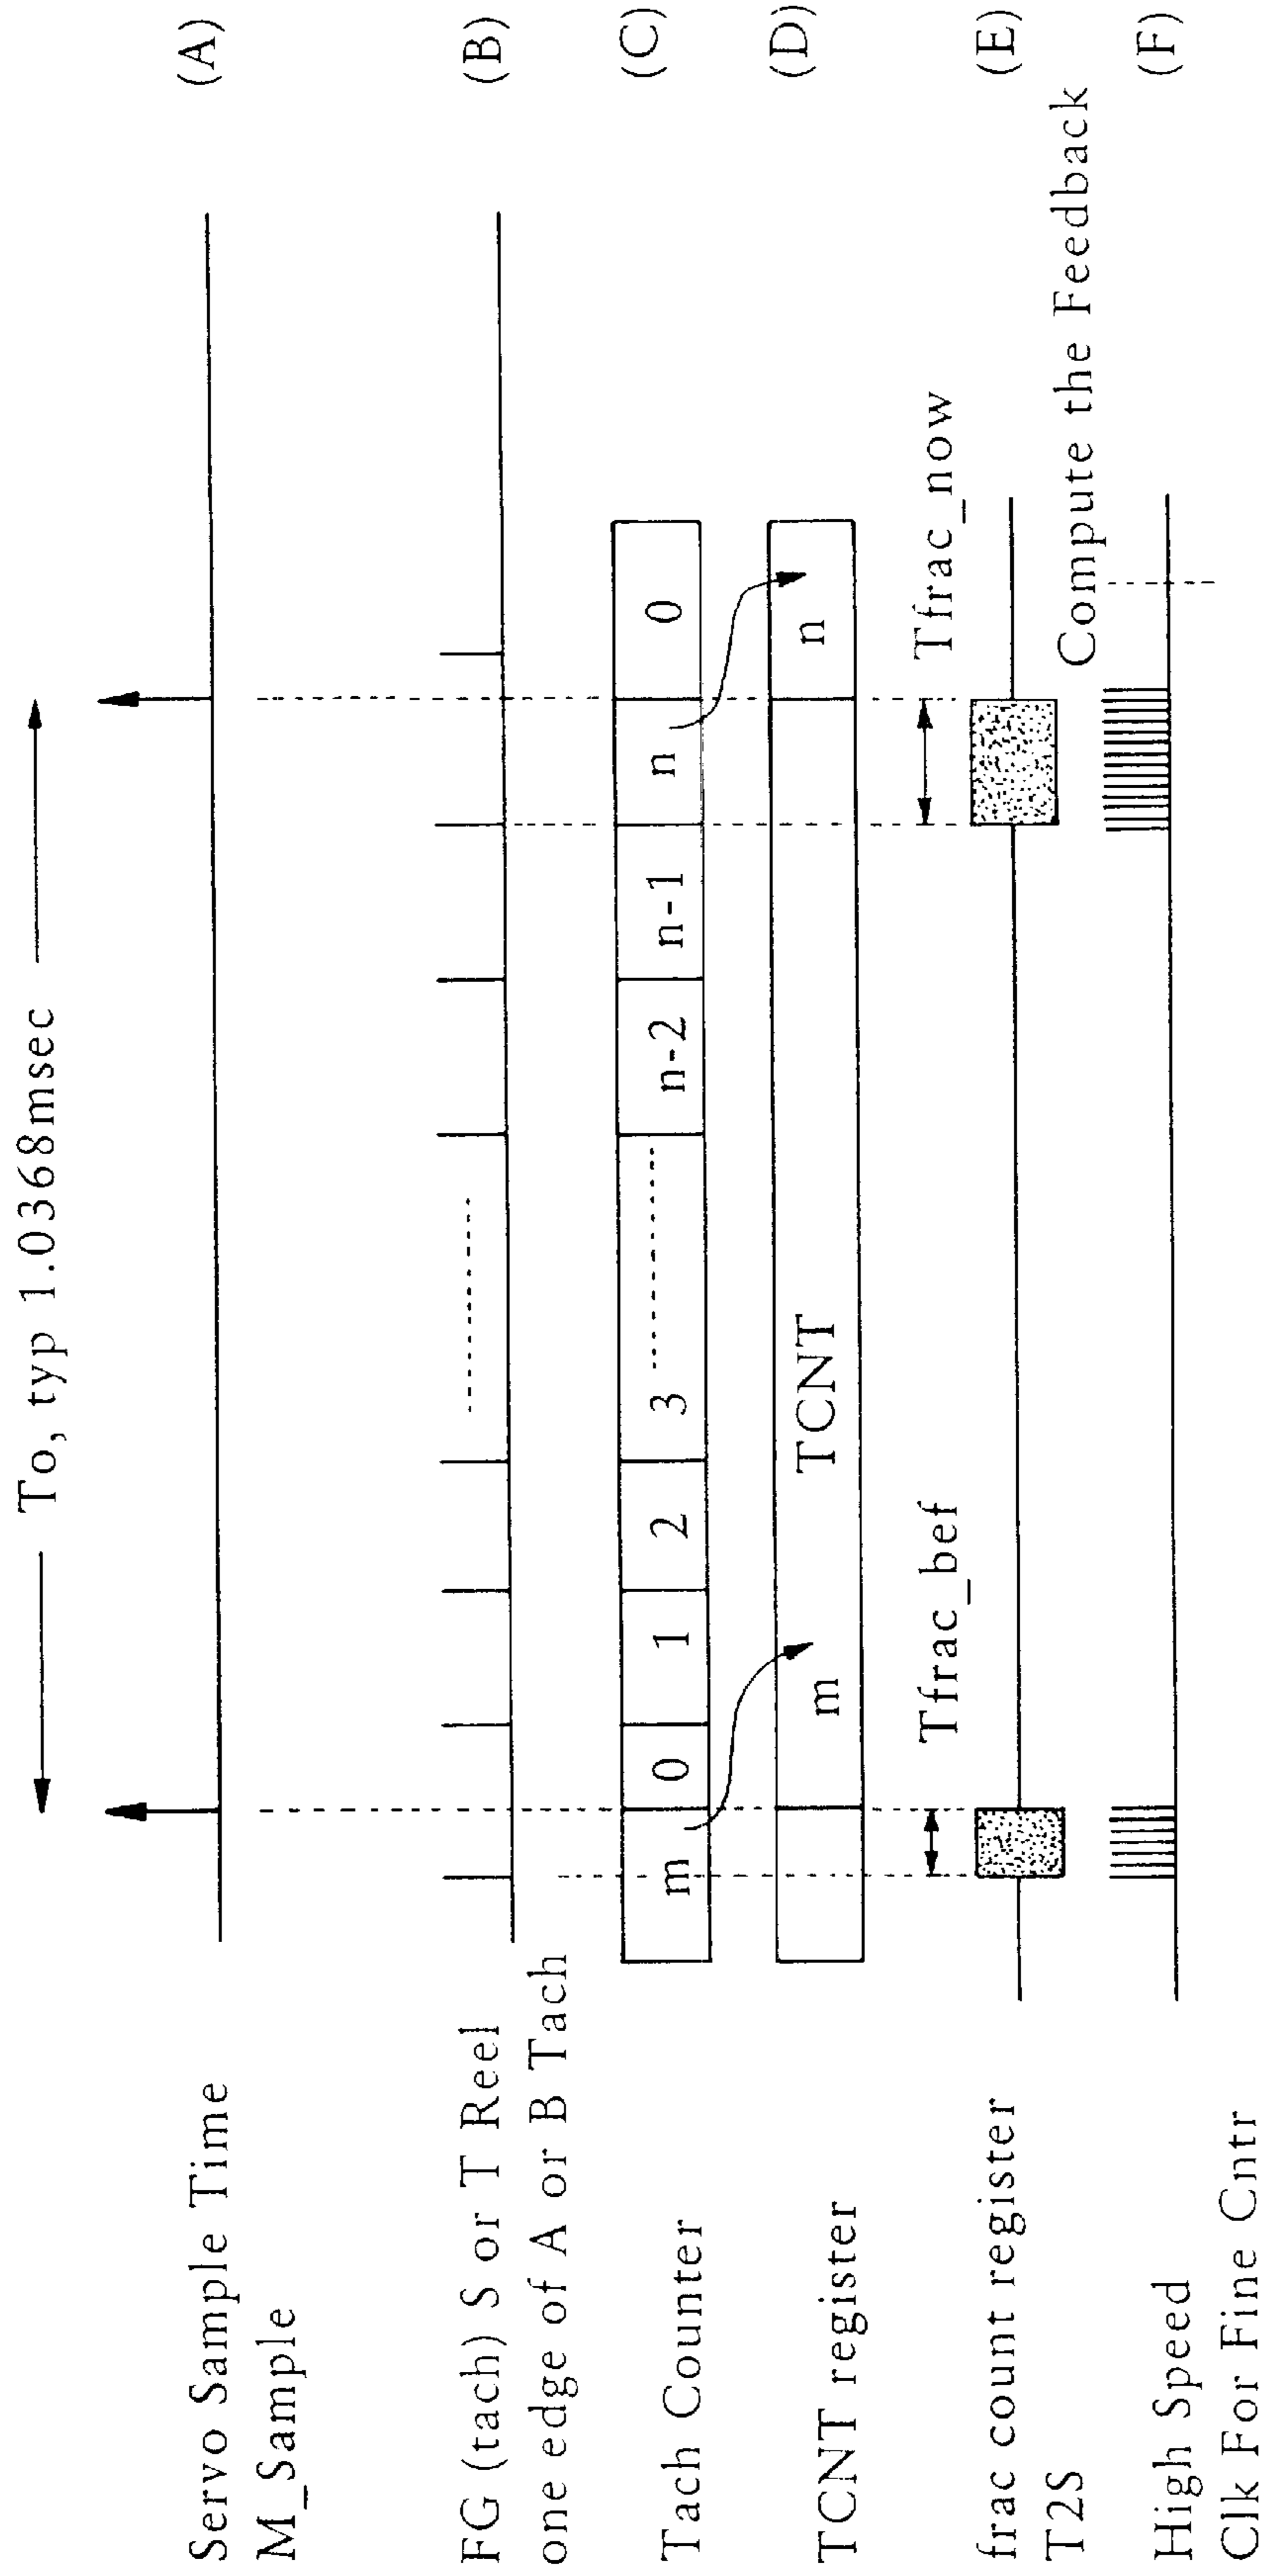 To, typ 1.0368msec
Servo Sample Time
M_Sample
(A)
FG (tach) S or T Reel
one edge of A or B Tach
(B)
Tach Counter
m
0
1
2
3
n-2
n-1
n
0
(C)
TCNT register
m
TCNT
n
(D)
Tfrac_bef
Tfrac_now
frac count register
T2S
(E)
Compute the Feedback
High Speed
Clk For Fine Cntr
(F)